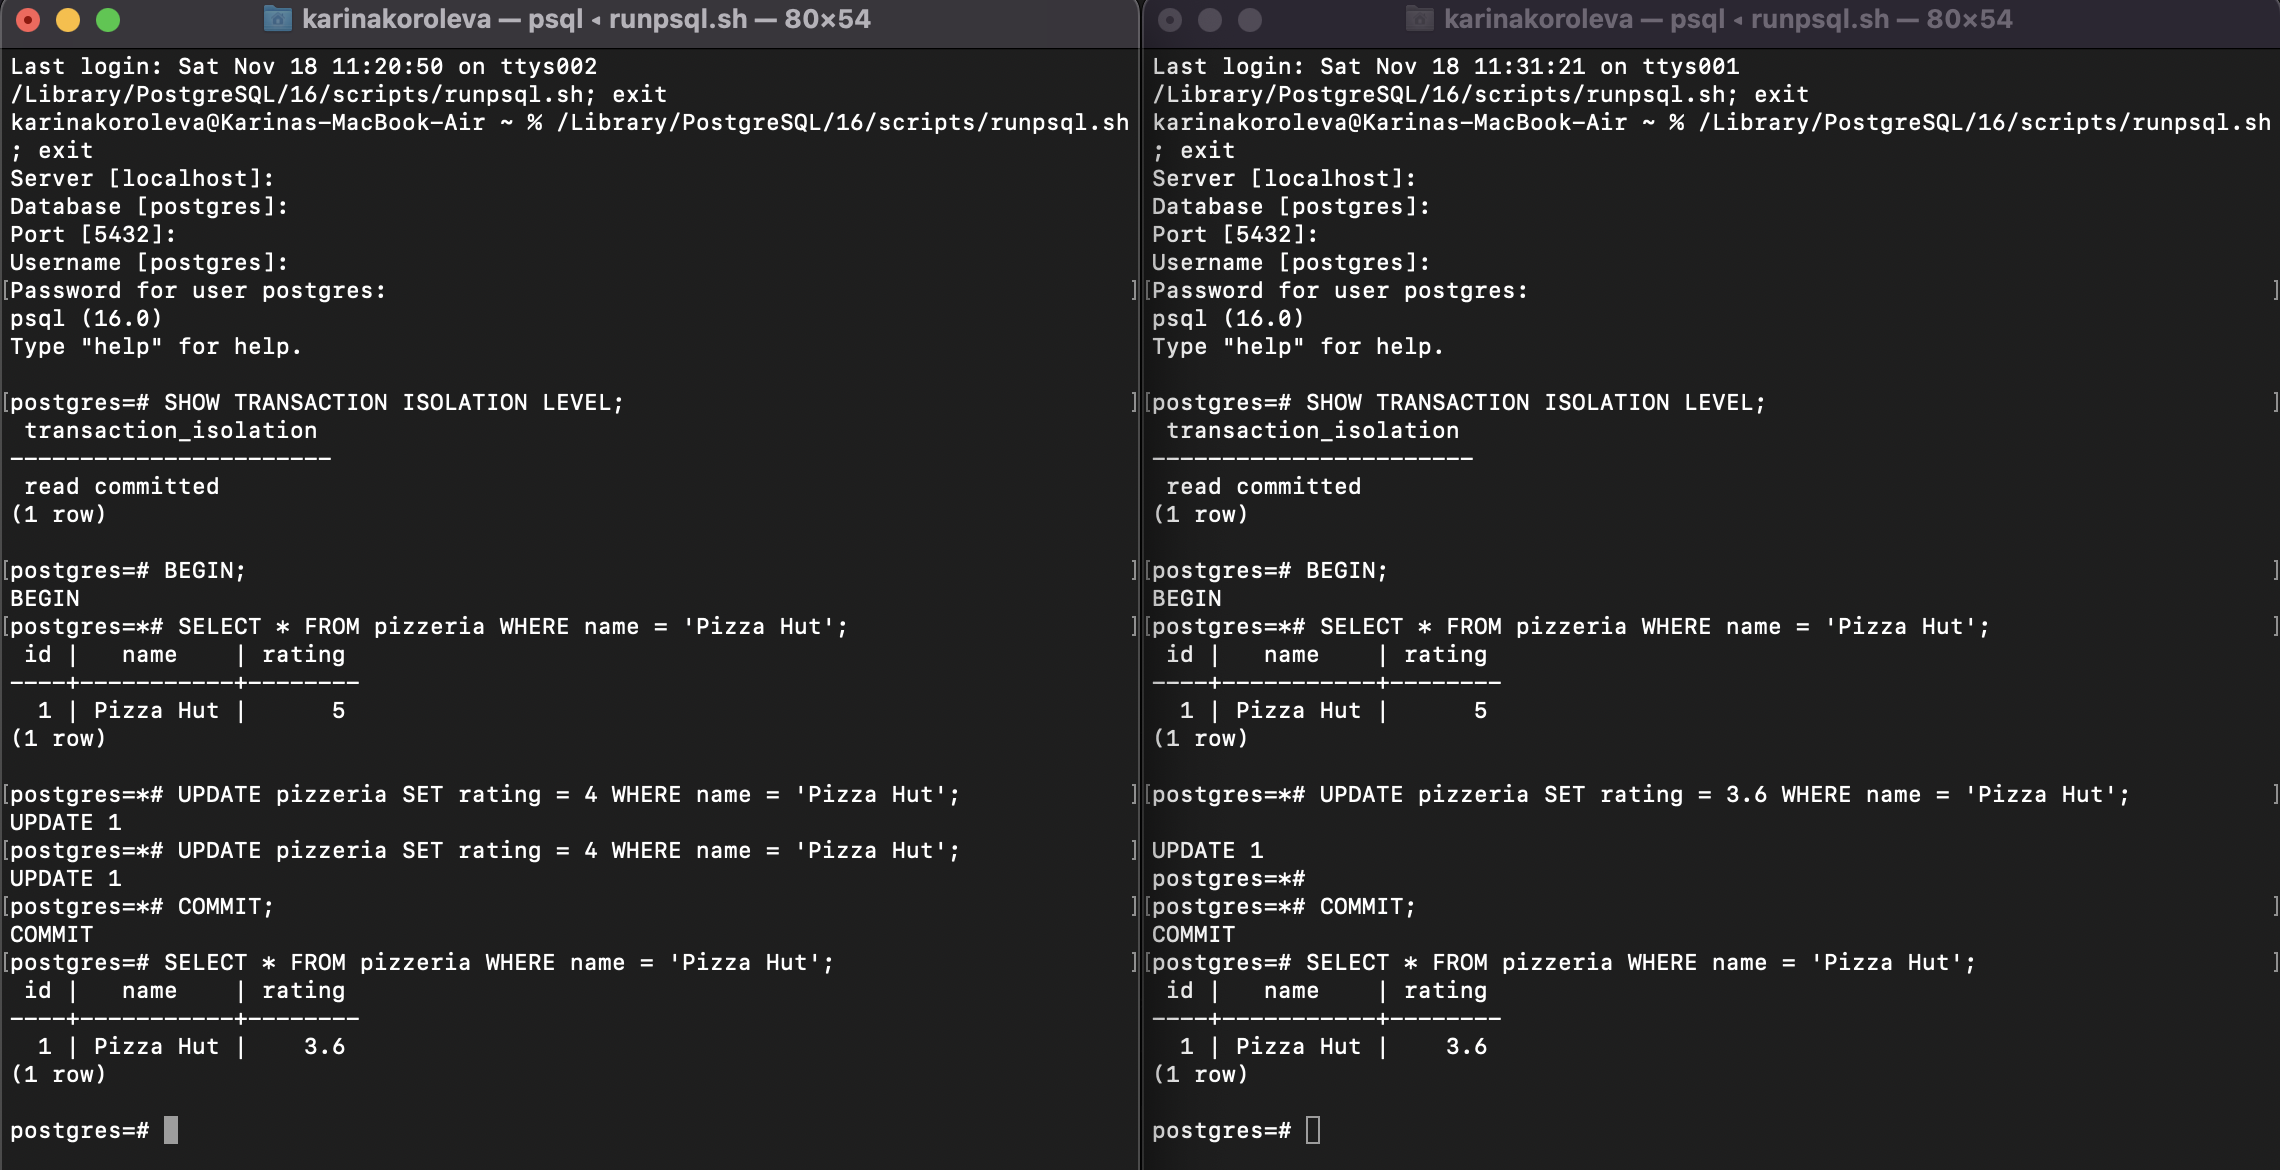 karinakoroleva — psql ◂ runpsql.sh — 80×54
Last login: Sat Nov 18 11:20:50 on ttys002
/Library/PostgreSQL/16/scripts/runpsql.sh; exit
karinakoroleva@Karinas-MacBook-Air ~ % /Library/PostgreSQL/16/scripts/runpsql.sh
; exit
Server [localhost]:
Database [postgres]:
Port [5432]:
Username [postgres]:
[Password for user postgres: ]
psql (16.0)
Type "help" for help.
[postgres=# SHOW TRANSACTION ISOLATION LEVEL; ]
transaction_isolation
-----------------------
read committed
(1 row)
[postgres=# BEGIN; ]
BEGIN
[postgres=*# SELECT * FROM pizzeria WHERE name = 'Pizza Hut'; ]
id |   name    | rating
----+-----------+--------
1 | Pizza Hut |      5
(1 row)
[postgres=*# UPDATE pizzeria SET rating = 4 WHERE name = 'Pizza Hut'; ]
UPDATE 1
[postgres=*# UPDATE pizzeria SET rating = 4 WHERE name = 'Pizza Hut'; ]
UPDATE 1
[postgres=*# COMMIT; ]
COMMIT
[postgres=# SELECT * FROM pizzeria WHERE name = 'Pizza Hut'; ]
id |   name    | rating
----+-----------+--------
1 | Pizza Hut |    3.6
(1 row)
postgres=#
karinakoroleva — psql ◂ runpsql.sh — 80×54
Last login: Sat Nov 18 11:31:21 on ttys001
/Library/PostgreSQL/16/scripts/runpsql.sh; exit
karinakoroleva@Karinas-MacBook-Air ~ % /Library/PostgreSQL/16/scripts/runpsql.sh
; exit
Server [localhost]:
Database [postgres]:
Port [5432]:
Username [postgres]:
[Password for user postgres: ]
psql (16.0)
Type "help" for help.
[postgres=# SHOW TRANSACTION ISOLATION LEVEL; ]
transaction_isolation
-----------------------
read committed
(1 row)
[postgres=# BEGIN; ]
BEGIN
[postgres=*# SELECT * FROM pizzeria WHERE name = 'Pizza Hut'; ]
id |   name    | rating
----+-----------+--------
1 | Pizza Hut |      5
(1 row)
[postgres=*# UPDATE pizzeria SET rating = 3.6 WHERE name = 'Pizza Hut'; ]
UPDATE 1
postgres=*#
[postgres=*# COMMIT; ]
COMMIT
[postgres=# SELECT * FROM pizzeria WHERE name = 'Pizza Hut'; ]
id |   name    | rating
----+-----------+--------
1 | Pizza Hut |    3.6
(1 row)
postgres=#